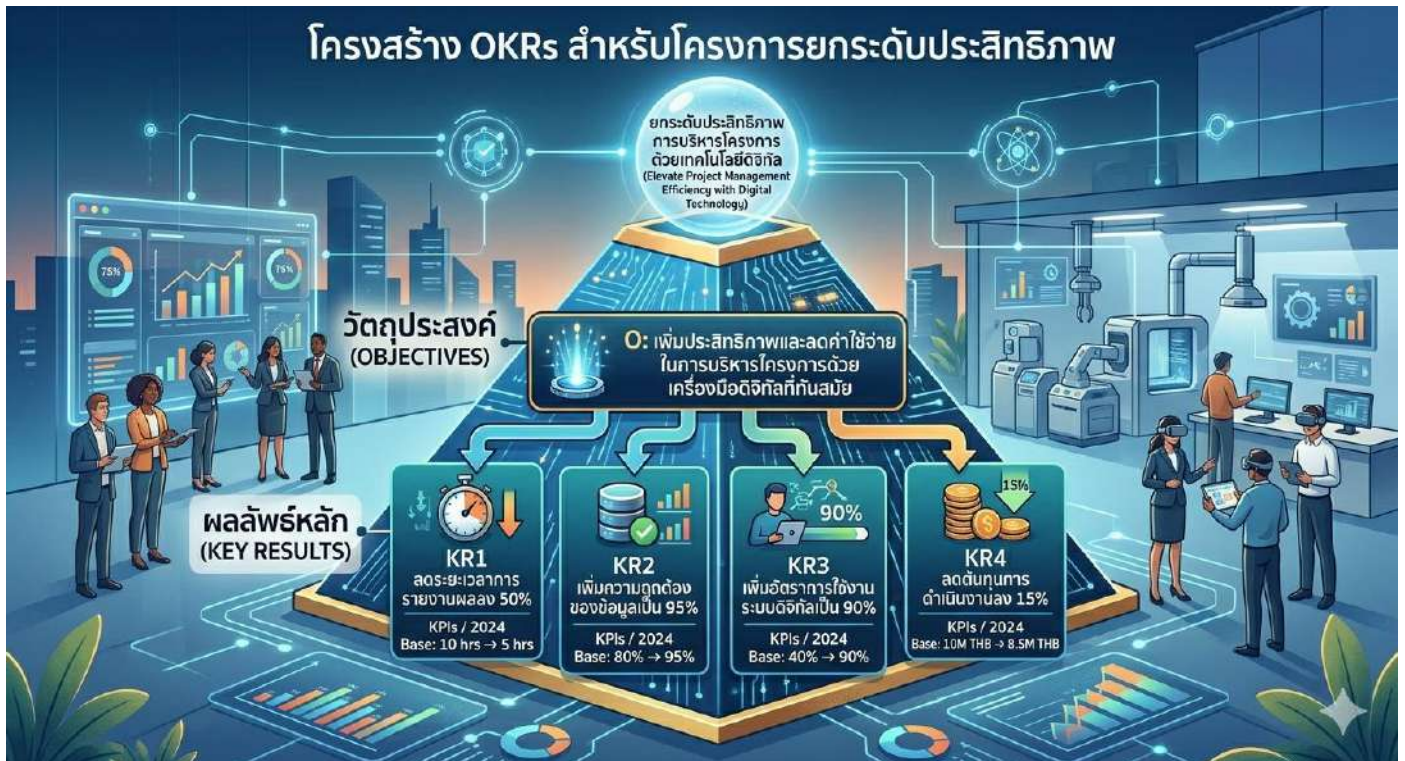 โครงสร้าง OKRs สำหรับโครงการยกระดับประสิทธิภาพ
ยกระดับประสิทธิภาพ
การบริหารโครงการ
ด้วยเทคโนโลยีดิจิทัล
(Elevate Project Management
Efficiency with Digital
Technology)
75%
75%
วัตถุประสงค์
(OBJECTIVES)
O: เพิ่มประสิทธิภาพและลดค่าใช้จ่าย
ในการบริหารโครงการด้วย
เครื่องมือดิจิทัลที่ทันสมัย
ผลลัพธ์หลัก
(KEY RESULTS)
KR1
ลดระยะเวลาการ
รายงานผลลง 50%
KPIs / 2024
Base: 10 hrs → 5 hrs
KR2
เพิ่มความถูกต้อง
ของข้อมูลเป็น 95%
KPIs / 2024
Base: 80% → 95%
90%
KR3
เพิ่มอัตราการใช้งาน
ระบบดิจิทัลเป็น 90%
KPIs / 2024
Base: 40% → 90%
15%
KR4
ลดต้นทุนการ
ดำเนินงานลง 15%
KPIs / 2024
Base: 10M THB → 8.5M THB